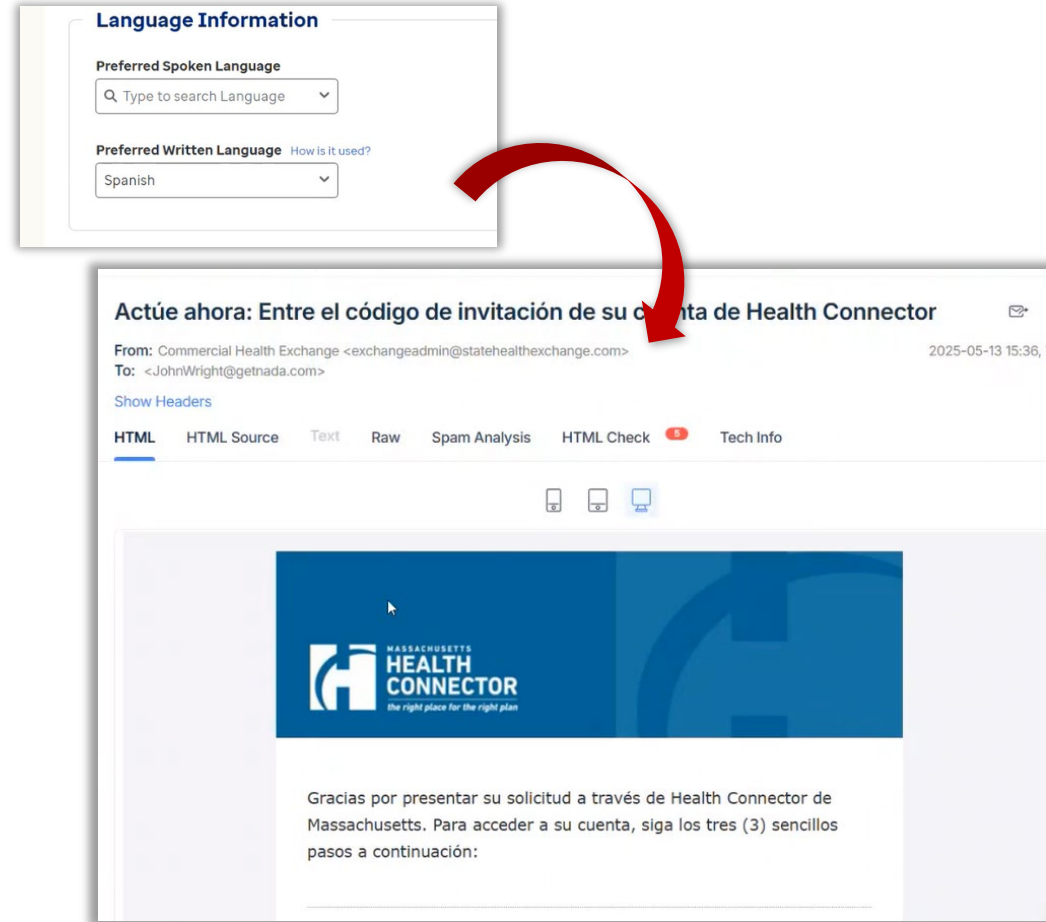 Language Information
Preferred Spoken Language
Type to search Language
Preferred Written Language How is it used?
Spanish
Actúe ahora: Entre el código de invitación de su nta de Health Connector
From: Commercial Health Exchange <exchangeadmin@statehealthexchange.com>
2025-05-13 15:36,
To: <JohnWright@getnada.com>
Show Headers
HTML HTML Source Text Raw Spam Analysis HTML Check 5 Tech Info
MASSACHUSETTS
HEALTH
CONNECTOR
the right place for the right plan
Gracias por presentar su solicitud a través de Health Connector de
Massachusetts. Para acceder a su cuenta, siga los tres (3) sencillos
pasos a continuación: